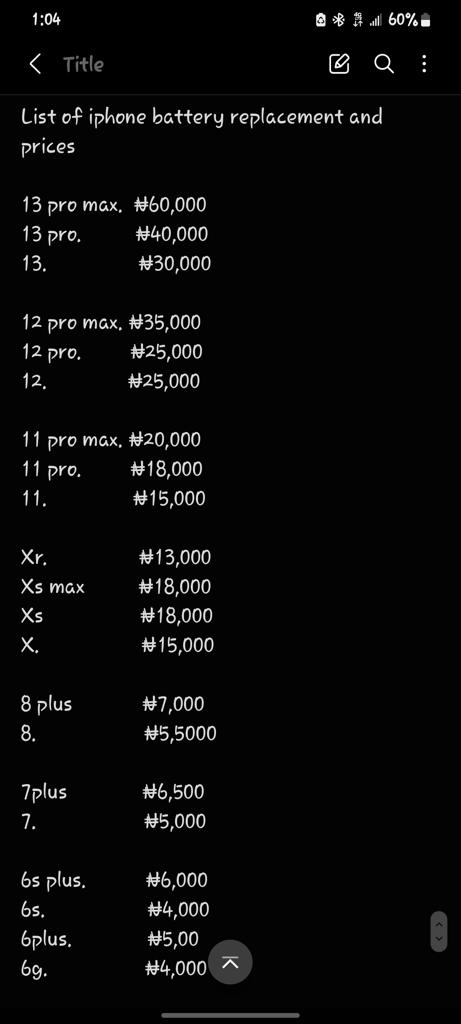 1:04
60%
Title
List of iphone battery replacement and
prices
13 pro max. ₦60,000
13 pro. ₦40,000
13. ₦30,000
12 pro max. ₦35,000
12 pro. ₦25,000
12. ₦25,000
11 pro max. ₦20,000
11 pro. ₦18,000
11. ₦15,000
Xr. ₦13,000
Xs max ₦18,000
Xs ₦18,000
X. ₦15,000
8 plus ₦7,000
8. ₦5,5000
7plus ₦6,500
7. ₦5,000
6s plus. ₦6,000
6s. ₦4,000
6plus. ₦5,00
6g. ₦4,000